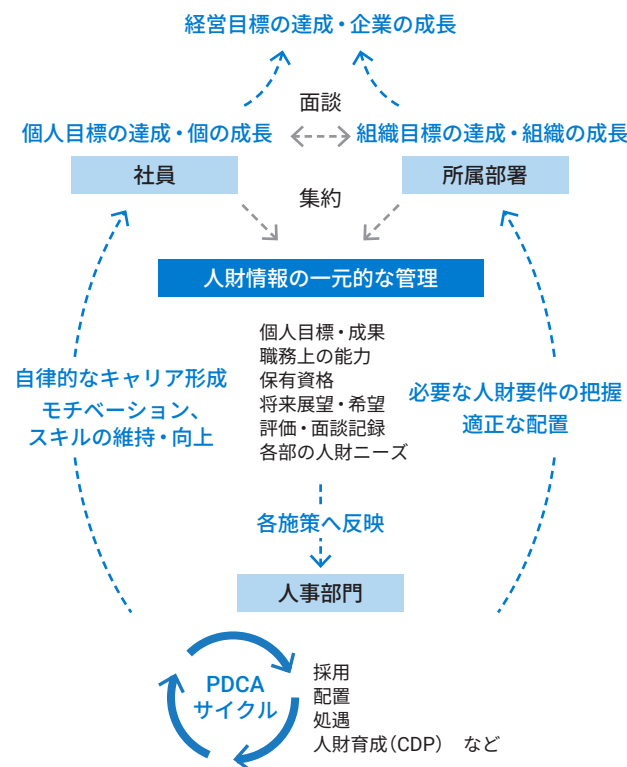 経営目標の達成・企業の成長
面談
個人目標の達成・個の成長
組織目標の達成・組織の成長
社員
所属部署
集約
人財情報の一元的な管理
個人目標・成果
職務上の能力
保有資格
将来展望・希望
評価・面談記録
各部の人財ニーズ
自律的なキャリア形成
モチベーション、
スキルの維持・向上
必要な人財要件の把握
適正な配置
各施策へ反映
人事部門
PDCA
サイクル
採用
配置
処遇
人財育成（CDP） など